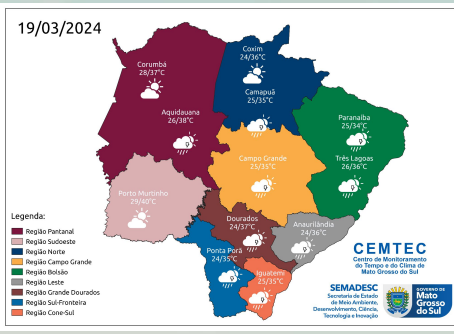 19/03/2024
Corumbá
28/37°C
Coxim
24/36°C
Camapuã
25/35°C
Aquidauana
26/38°C
Paranaíba
25/34°C
Campo Grande
25/35°C
Três Lagoas
26/36°C
Porto Murtinho
29/40°C
Dourados
24/37°C
Anaurilândia
24/36°C
Ponta Porã
24/35°C
Iguatemi
25/35°C
Legenda:
Região Pantanal
Região Sudoeste
Região Norte
Região Campo Grande
Região Bolsão
Região Leste
Região Grande Dourados
Região Sul-Fronteira
Região Cone-Sul
CEMTEC
Centro de Monitoramento
do Tempo e do Clima de
Mato Grosso do Sul
SEMADESC
Secretaria de Estado
de Meio Ambiente,
Desenvolvimento, Ciência,
Tecnologia e Inovação
GOVERNO DE
Mato
Grosso
do Sul